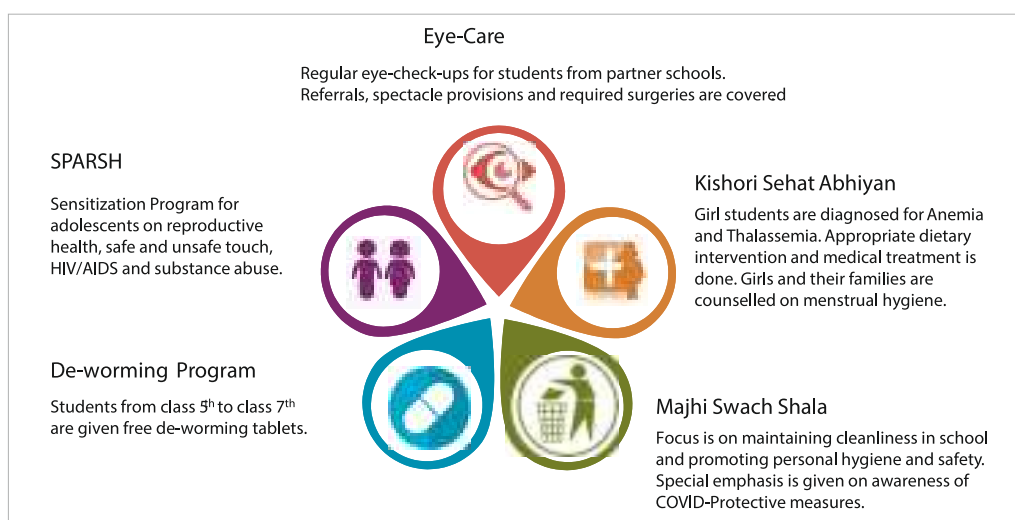 Eye-Care
Regular eye-check-ups for students from partner schools.
Referrals, spectacle provisions and required surgeries are covered
SPARSH
Sensitization Program for
adolescents on reproductive
health, safe and unsafe touch,
HIV/AIDS and substance abuse.
Kishori Sehat Abhiyan
Girl students are diagnosed for Anemia
and Thalassemia. Appropriate dietary
intervention and medical treatment is
done. Girls and their families are
counselled on menstrual hygiene.
De-worming Program
Students from class 5h to class 7th
are given free de-worming tablets.
Majhi Swach Shala
Focus is on maintaining cleanliness in school
and promoting personal hygiene and safety.
Special emphasis is given on awareness of
COVID-Protective measures.